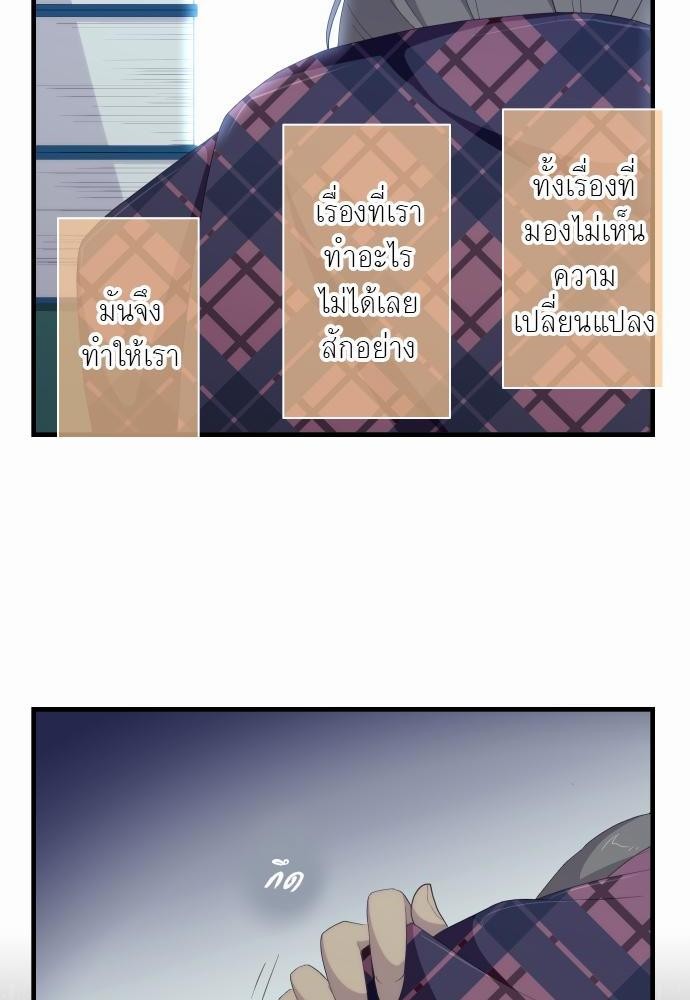 ทั้งเรื่องที่
มองไม่เห็น
ความ
เปลี่ยนแปลง
เรื่องที่เรา
ทำอะไร
ไม่ได้เลย
สักอย่าง
มันจึง
ทำให้เรา
กึด